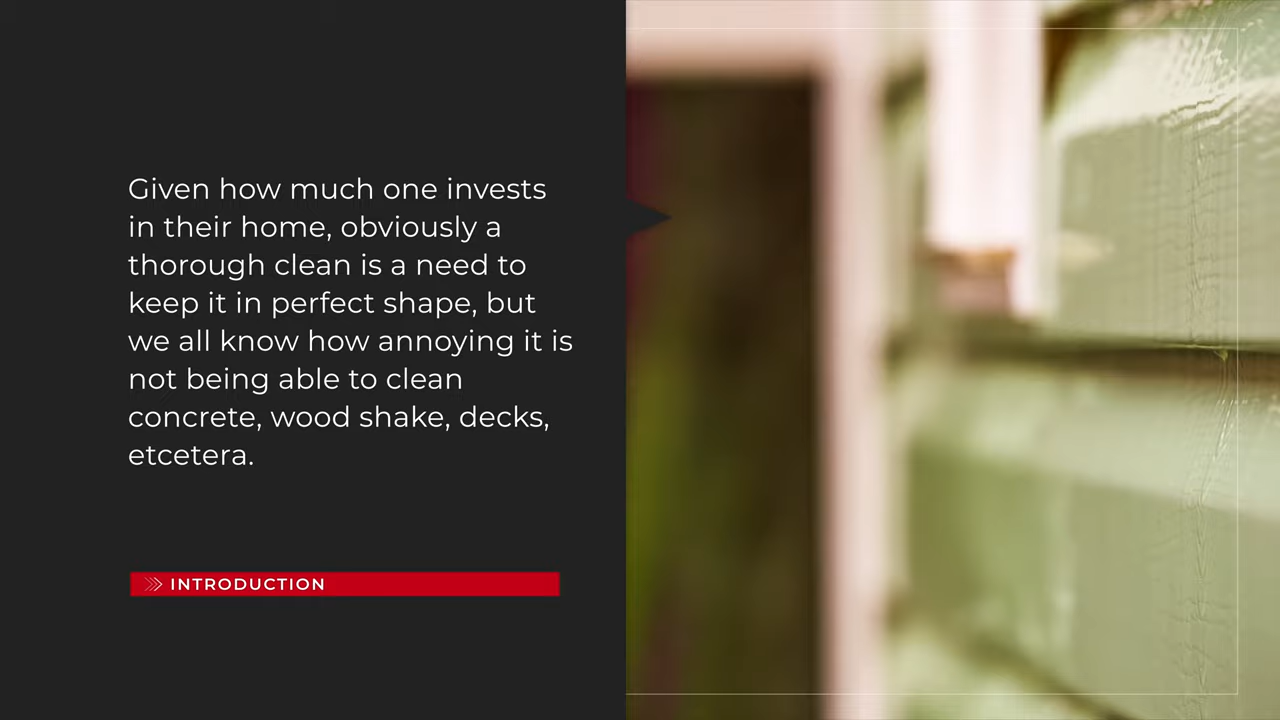 Given how much one invests
in their home, obviously a
thorough clean is a need to
keep it in perfect shape, but
we all know how annoying it is
not being able to clean
concrete, wood shake, decks,
etcetera.
INTRODUCTION